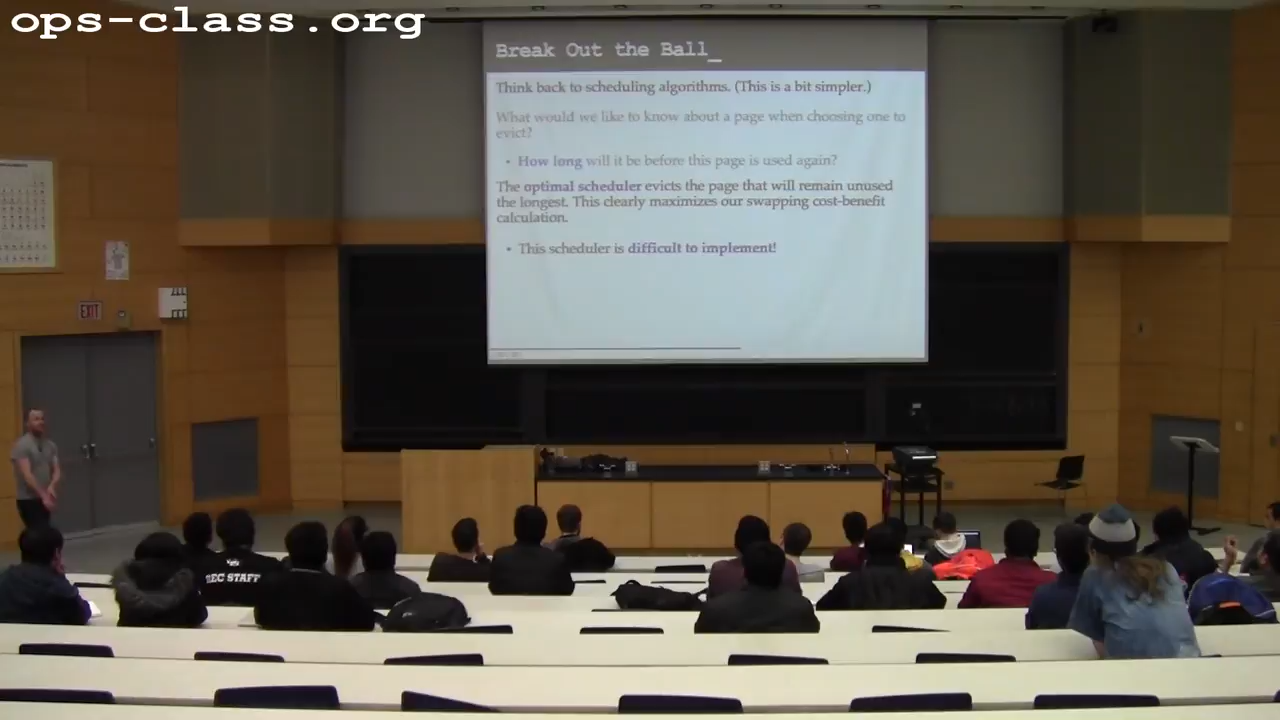 ops-class.org
Break Out the Ball_
Think back to scheduling algorithms. (This is a bit simpler.)
What would we like to know about a page when choosing one to
evict?
• How long will it be before this page is used again?
The optimal scheduler evicts the page that will remain unused
the longest. This clearly maximizes our swapping cost-benefit
calculation.
• This scheduler is difficult to implement!
EXIT
REC STAFF